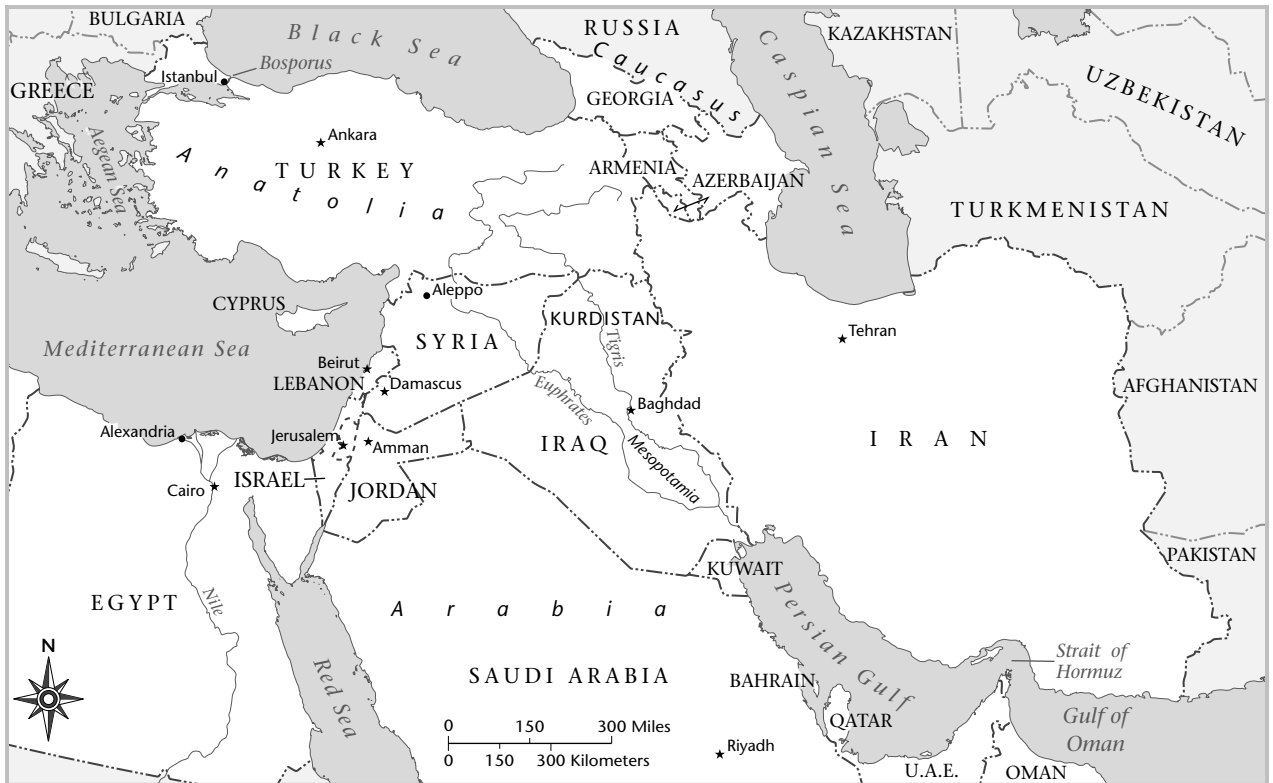 BULGARIA
Black Sea
Bosporus
Istanbul
GREECE
Aegean Sea
RUSSIA
Caucasus
GEORGIA
Caspian Sea
KAZAKHSTAN
UZBEKISTAN
Ankara
TURKEY
Anatolia
ARMENIA
AZERBAIJAN
TURKMENISTAN
CYPRUS
Aleppo
SYRIA
KURDISTAN
Tigris
Tehran
Mediterranean Sea
Beirut
LEBANON
Damascus
Euphrates
Baghdad
AFGHANISTAN
Alexandria
Jerusalem
Amman
IRAQ
Mesopotamia
IRAN
Cairo
ISRAEL
JORDAN
PAKISTAN
KUWAIT
EGYPT
Nile
Arabia
Persian Gulf
Strait of
Hormuz
N
Red Sea
SAUDI ARABIA
BAHRAIN
QATAR
Gulf of
Oman
0 150 300 Miles
0 150 300 Kilometers
Riyadh
U.A.E.
OMAN